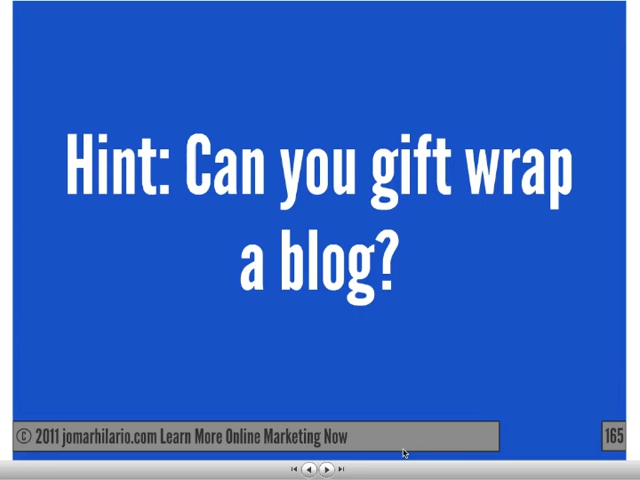 Hint: Can you gift wrap
a blog?
© 2011 jomarhilario.com Learn More Online Marketing Now
165